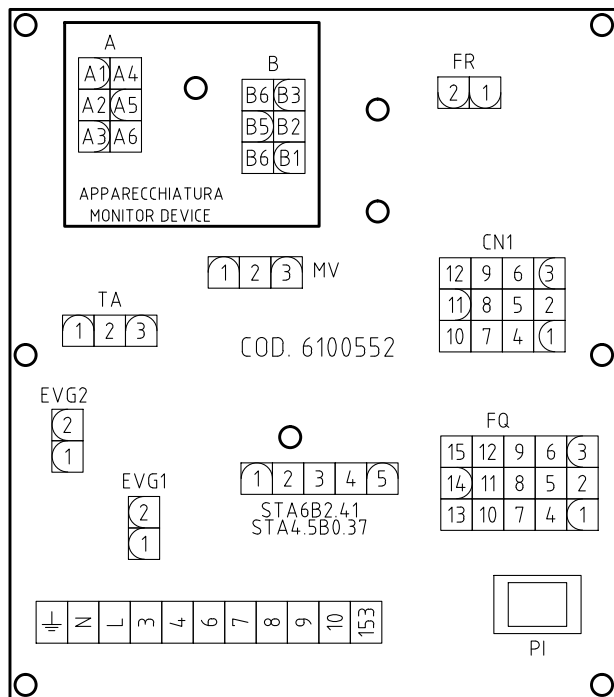 A
A1 A4
A2 A5
A3 A6
B
B6 B3
B5 B2
B6 B1
APPARECCHIATURA
MONITOR DEVICE
FR
2 1
CN1
12 9 6 3
11 8 5 2
10 7 4 1
1 2 3 MV
TA
1 2 3
COD. 6100552
EVG2
2
1
FQ
15 12 9 6 3
14 11 8 5 2
13 10 7 4 1
1 2 3 4 5
STA6B2.41
STA4.5B0.37
EVG1
2
1
N L 3 4 6 7 8 9 10 153
PI